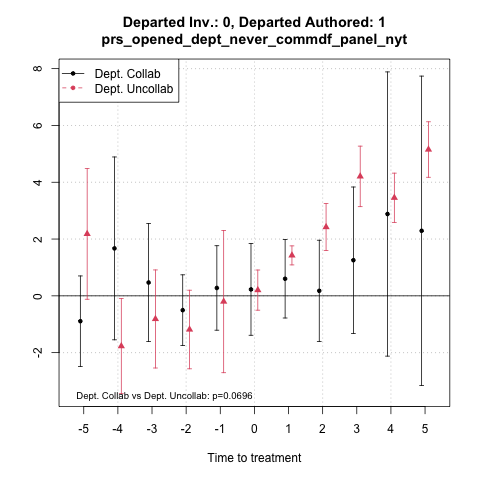 Departed Inv.: 0, Departed Authored: 1
prs_opened_dept_never_commdf_panel_nyt
Dept. Collab
Dept. Uncollab
8
6
4
2
0
-2
Dept. Collab vs Dept. Uncollab: p=0.0696
-5 -4 -3 -2 -1 0 1 2 3 4 5
Time to treatment